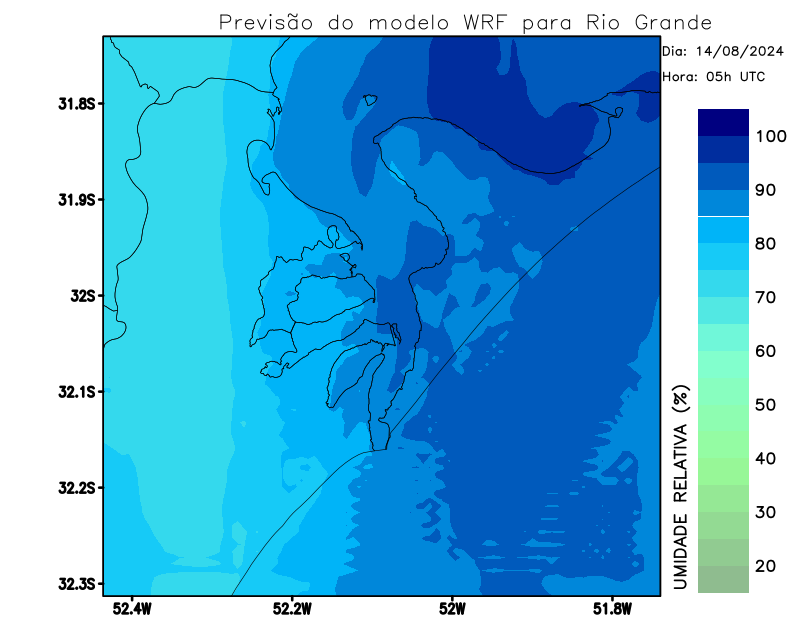 Previsão do modelo WRF para Rio Grande
Dia: 14/08/2024
Hora: 05h UTC
31.8S
31.9S
32S
32.1S
32.2S
32.3S
52.4W
52.2W
52W
51.8W
100
90
80
70
60
50
40
30
20
UMIDADE RELATIVA (%)